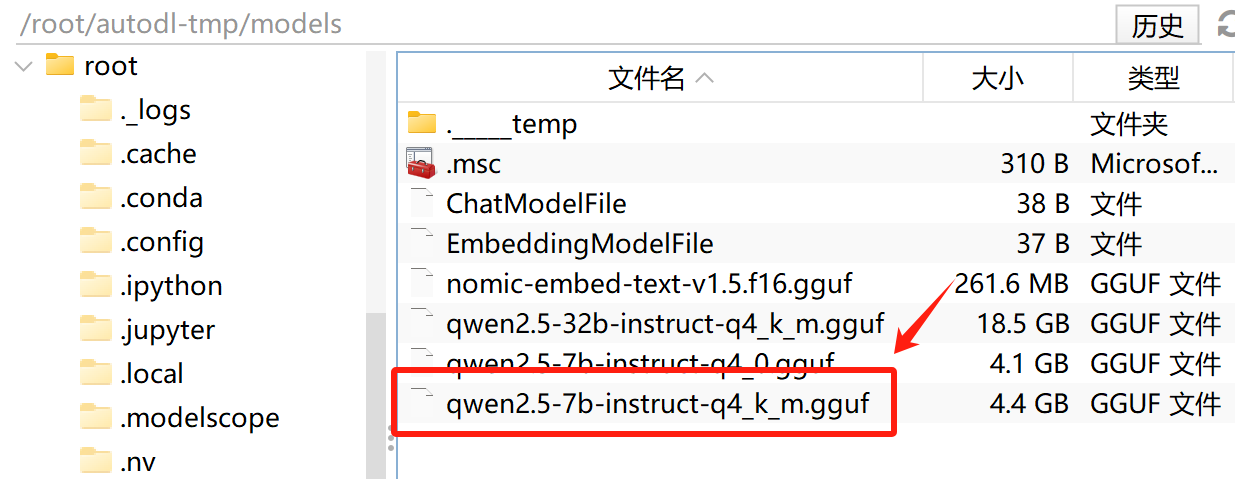 /root/autodl-tmp/models
历史
root
._logs
.cache
.conda
.config
.ipython
.jupyter
.local
.modelscope
.nv
文件名 大小 类型
._____temp 文件夹
.msc 310 B Microsof...
ChatModelFile 38 B 文件
EmbeddingModelFile 37 B 文件
nomic-embed-text-v1.5.f16.gguf 261.6 MB GGUF 文件
qwen2.5-32b-instruct-q4_k_m.gguf 18.5 GB GGUF 文件
qwen2.5-7b-instruct-q4_0.gguf 4.1 GB GGUF 文件
qwen2.5-7b-instruct-q4_k_m.gguf 4.4 GB GGUF 文件